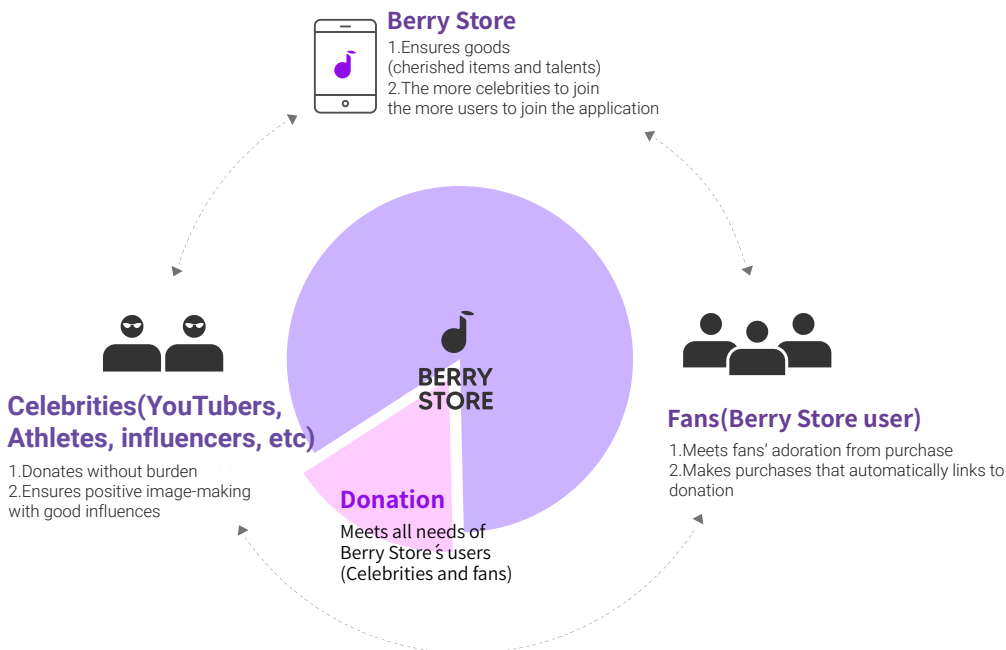 Berry Store
1.Ensures goods
(cherished items and talents)
2.The more celebrities to join
the more users to join the application
BERRY
STORE
Celebrities(YouTubers,
Athletes, influencers, etc)
1.Donates without burden
2.Ensures positive image-making
with good influences
Fans(Berry Store user)
1.Meets fans’ adoration from purchase
2.Makes purchases that automatically links to
donation
Donation
Meets all needs of
Berry Store´s users
(Celebrities and fans)